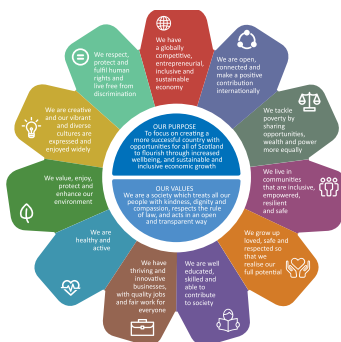 We have
a globally
competitive,
entrepreneurial,
inclusive and
sustainable
economy
We are open,
connected and
make a positive
contribution
internationally
We tackle
poverty by
sharing
opportunities,
wealth and power
more equally
We live in
communities
that are inclusive,
empowered,
resilient
and safe
We grow up
loved, safe and
respected so
that we
realise our
full potential
We are well
educated,
skilled and
able to
contribute
to society
We have
thriving and
innovative
businesses,
with quality jobs
and fair work for
everyone
We are
healthy and
active
We value, enjoy,
protect and
enhance our
environment
We are creative
and our vibrant
and diverse
cultures are
expressed and
enjoyed widely
We respect,
protect and
fulfil human
rights and
live free from
discrimination
OUR PURPOSE
To focus on creating a
more successful country with
opportunities for all of Scotland
to flourish through increased
wellbeing, and sustainable and
inclusive economic growth
OUR VALUES
We are a society which treats all our
people with kindness, dignity and
compassion, respects the rule
of law, and acts in an open
and transparent way